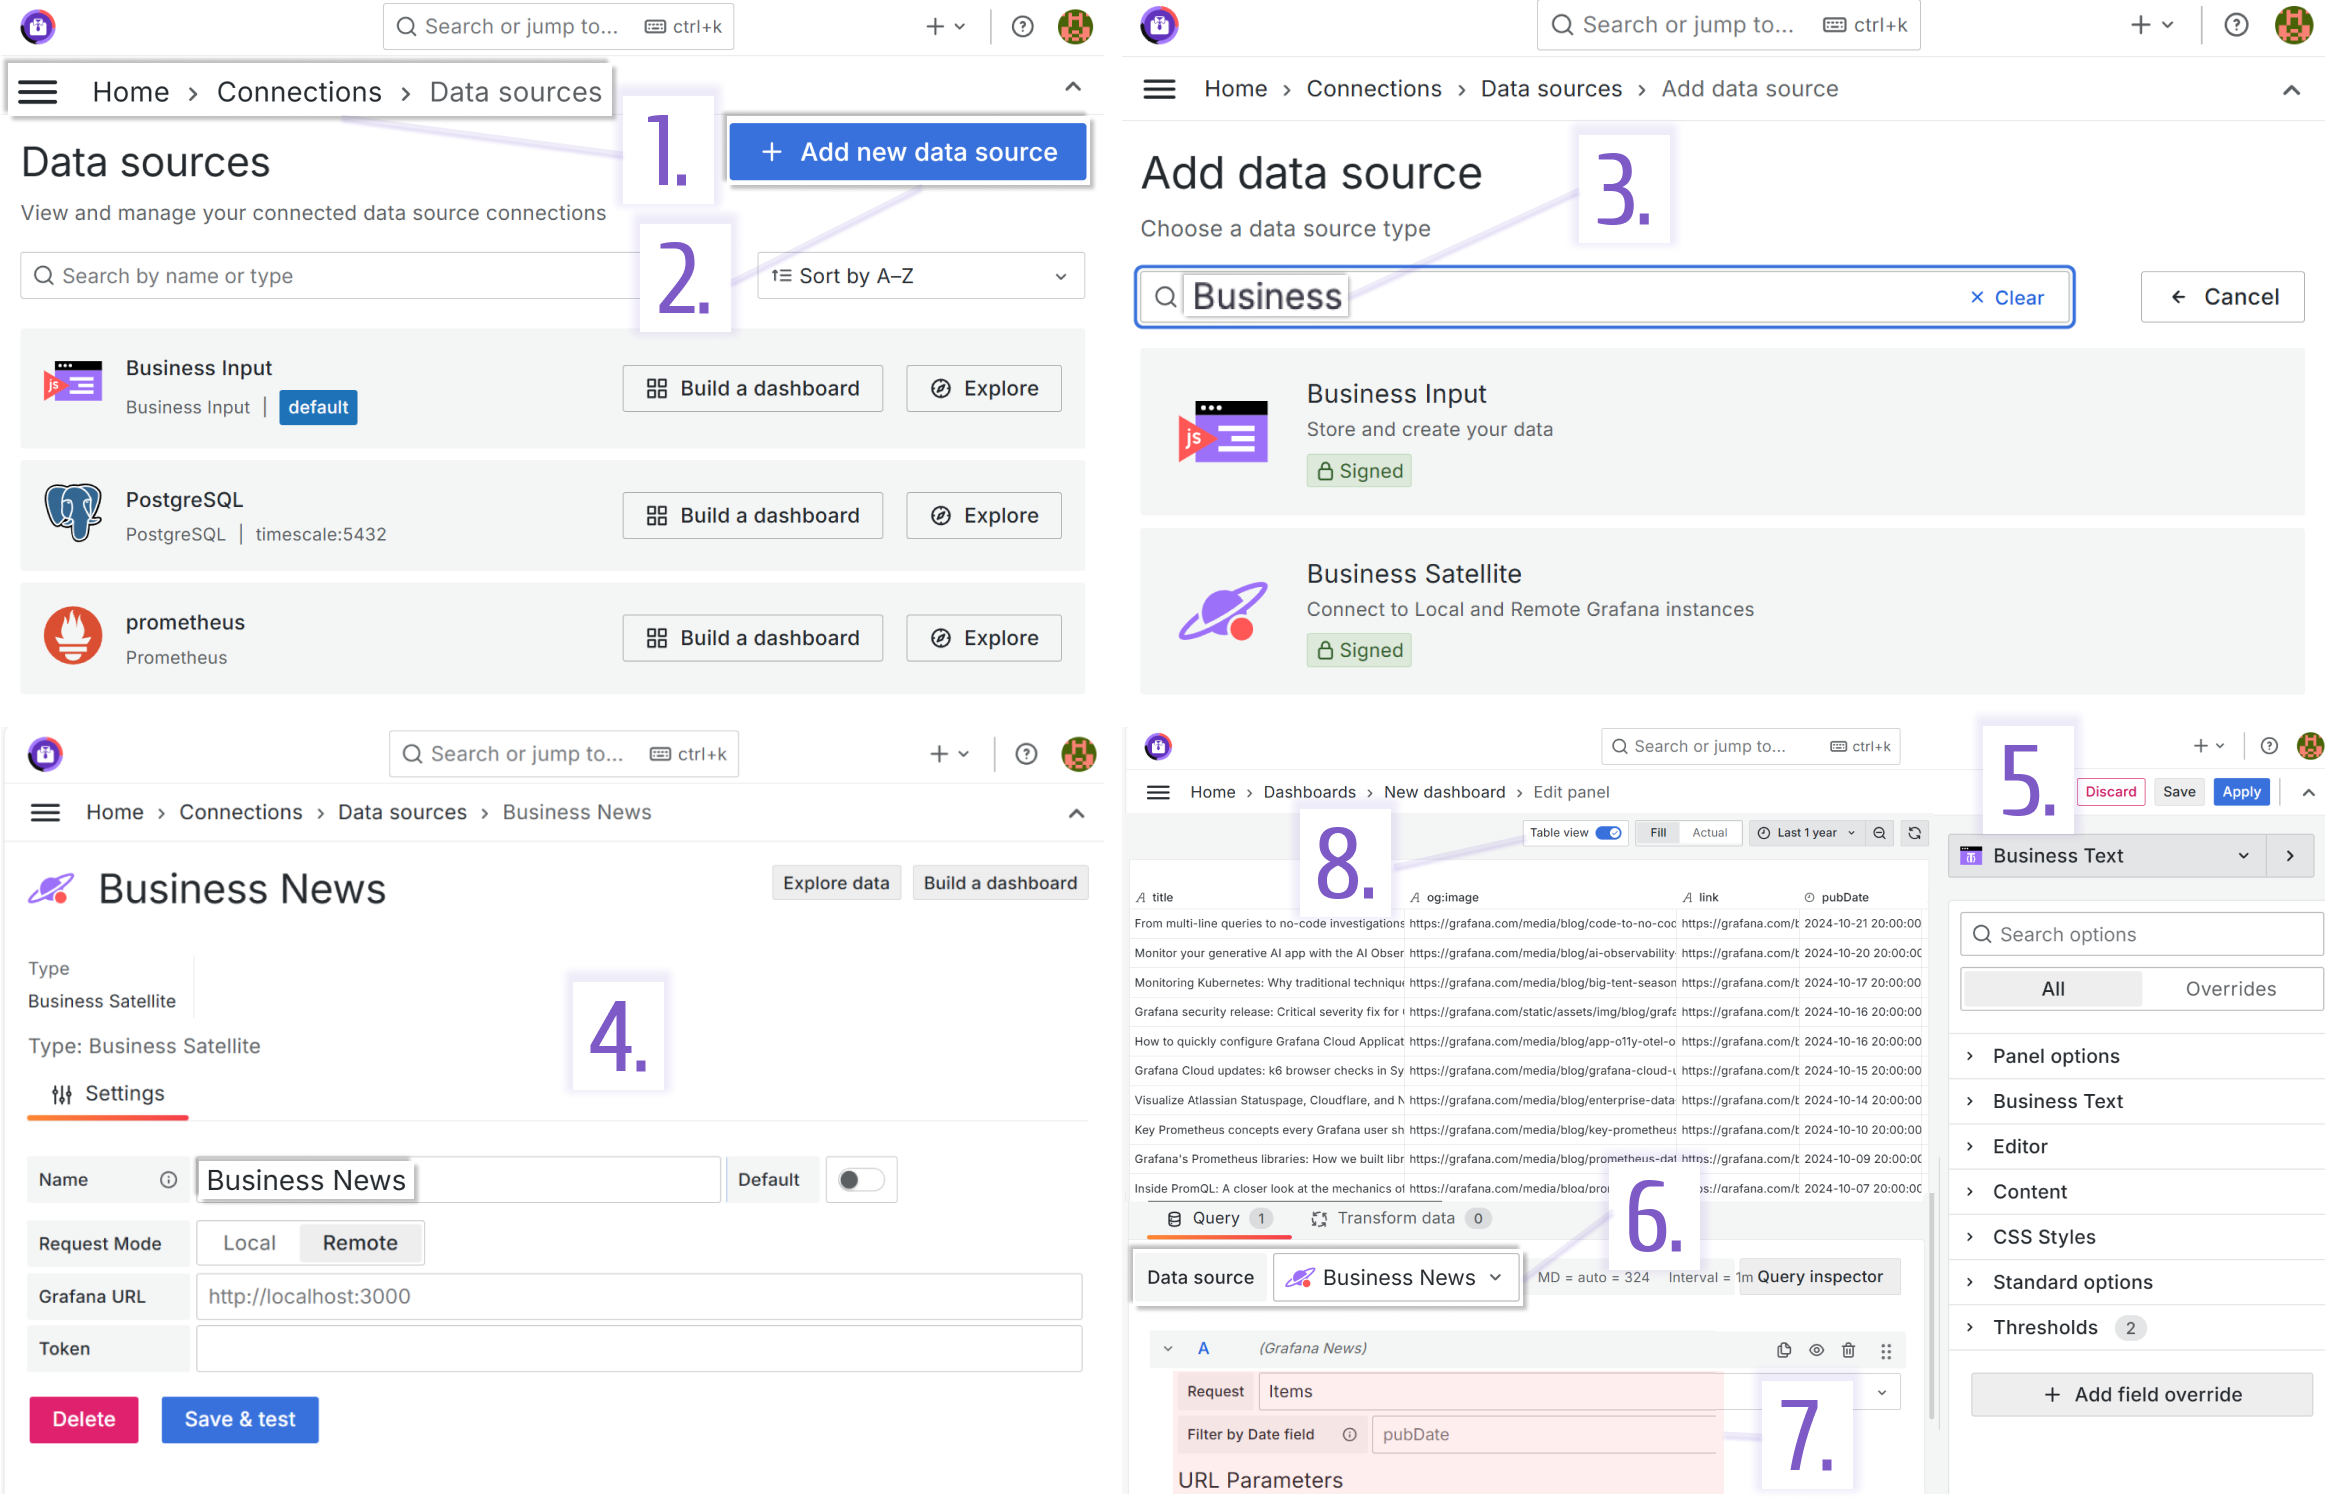 Search or jump to... ctrl+k
Home › Connections › Data sources
1.
Data sources
+ Add new data source
View and manage your connected data source connections
2.
Search by name or type
Sort by A–Z
Business Input
Business Input | default
Build a dashboard
Explore
PostgreSQL
PostgreSQL | timescale:5432
Build a dashboard
Explore
prometheus
Prometheus
Build a dashboard
Explore
Search or jump to... ctrl+k
Home › Connections › Data sources › Add data source
3.
Add data source
Choose a data source type
Business
× Clear
← Cancel
js
Business Input
Store and create your data
Signed
Business Satellite
Connect to Local and Remote Grafana instances
Signed
Search or jump to... ctrl+k
Home › Connections › Data sources › Business News
Business News
Explore data
Build a dashboard
Type
Business Satellite
4.
Type: Business Satellite
Settings
Name Business News Default
Request Mode Local Remote
Grafana URL http://localhost:3000
Token
Delete
Save & test
Search or jump to... ctrl+k
5.
Home › Dashboards › New dashboard › Edit panel
Discard Save Apply
8.
Table view Fill Actual Last 1 year
title og:image link pubDate
From multi-line queries to no-code investigations https://grafana.com/media/blog/code-to-no-coc https://grafana.com/b 2024-10-21 20:00:00
Monitor your generative AI app with the AI Obser https://grafana.com/media/blog/ai-observability- https://grafana.com/b 2024-10-20 20:00:00
Monitoring Kubernetes: Why traditional technique https://grafana.com/media/blog/big-tent-season https://grafana.com/b 2024-10-17 20:00:00
Grafana security release: Critical severity fix for https://grafana.com/static/assets/img/blog/grafa https://grafana.com/b 2024-10-16 20:00:00
How to quickly configure Grafana Cloud Applicat https://grafana.com/media/blog/app-o11y-otel-o https://grafana.com/b 2024-10-16 20:00:00
Grafana Cloud updates: k6 browser checks in Sy https://grafana.com/media/blog/grafana-cloud-u https://grafana.com/b 2024-10-15 20:00:00
Visualize Atlassian Statuspage, Cloudflare, and N https://grafana.com/media/blog/enterprise-data- https://grafana.com/b 2024-10-14 20:00:00
Key Prometheus concepts every Grafana user sh https://grafana.com/media/blog/key-prometheus https://grafana.com/b 2024-10-10 20:00:00
Grafana's Prometheus libraries: How we built libr https://grafana.com/media/blog/prometheus-dat https://grafana.com/b 2024-10-09 20:00:00
Inside PromQL: A closer look at the mechanics of https://grafana.com/media/blog/pro ps://grafana.com/b 2024-10-07 20:00:00
6.
Query 1 Transform data 0
Data source Business News MD = auto = 324 Interval = 1m Query inspector
A (Grafana News)
Request Items
7.
Filter by Date field pubDate
URL Parameters
Business Text
Search options
All Overrides
Panel options
Business Text
Editor
Content
CSS Styles
Standard options
Thresholds 2
+ Add field override